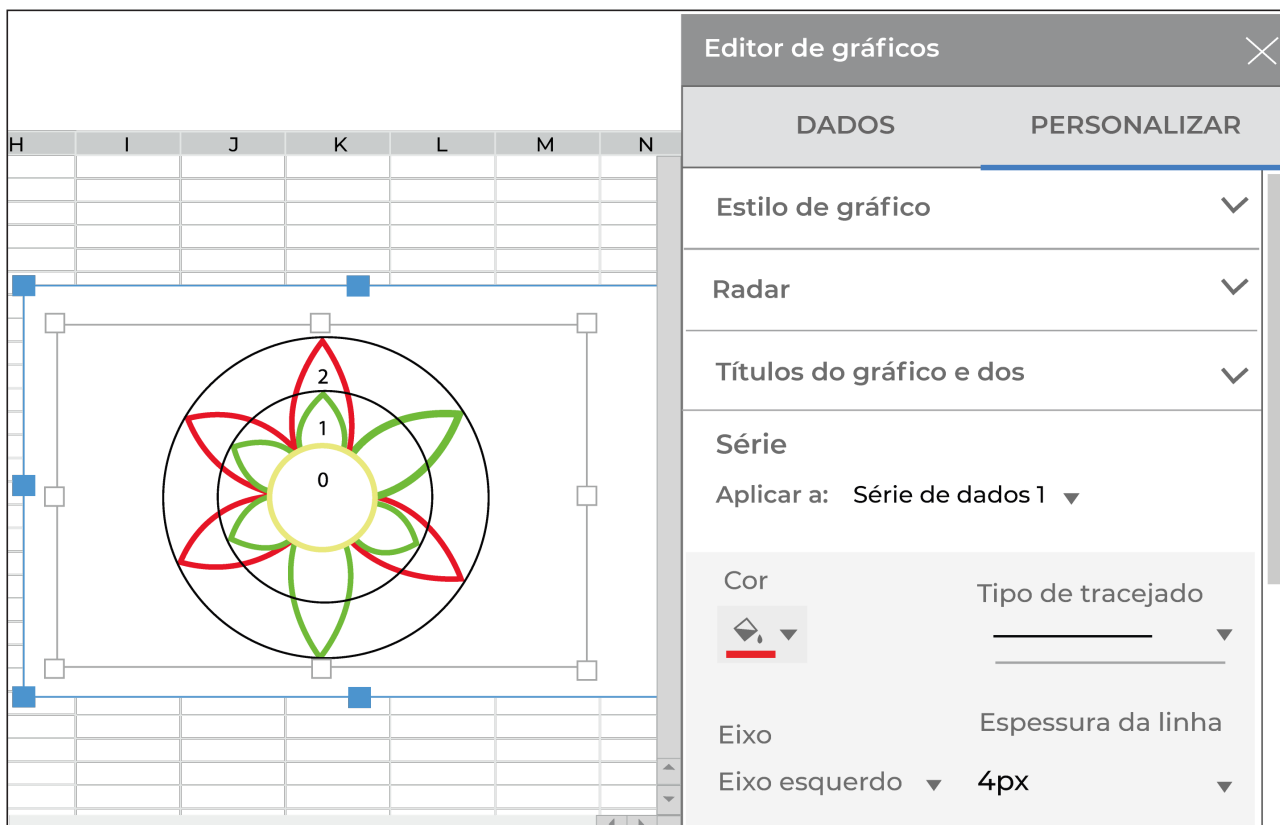 Editor de gráficos
DADOS PERSONALIZAR
H I J K L M N
Estilo de gráfico
Radar
Títulos do gráfico e dos
Série
Aplicar a: Série de dados 1
2
1
0
Cor
Tipo de tracejado
Eixo
Espessura da linha
Eixo esquerdo
4px